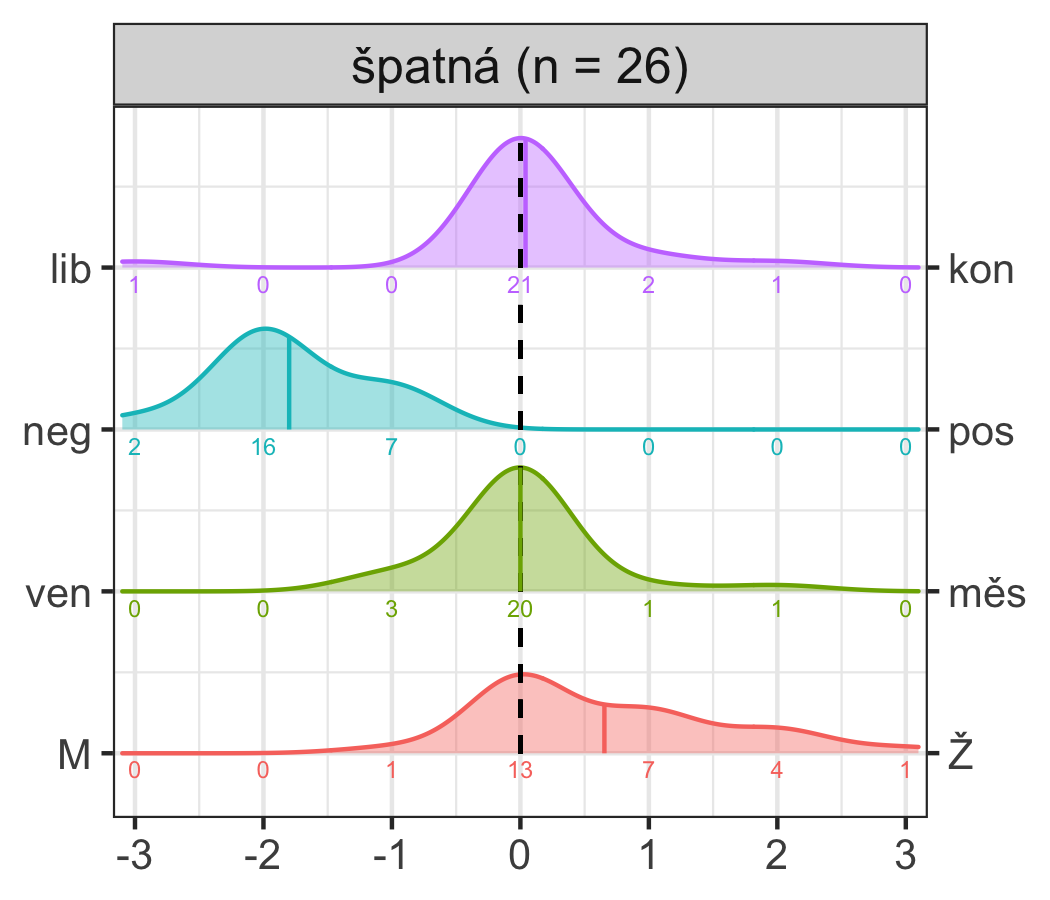 špatná (n = 26)
lib kon
1 0 0 21 2 1 0
neg pos
2 16 7 0 0 0 0
ven měs
0 0 3 20 1 1 0
M Ž
0 0 1 13 7 4 1
-3 -2 -1 0 1 2 3